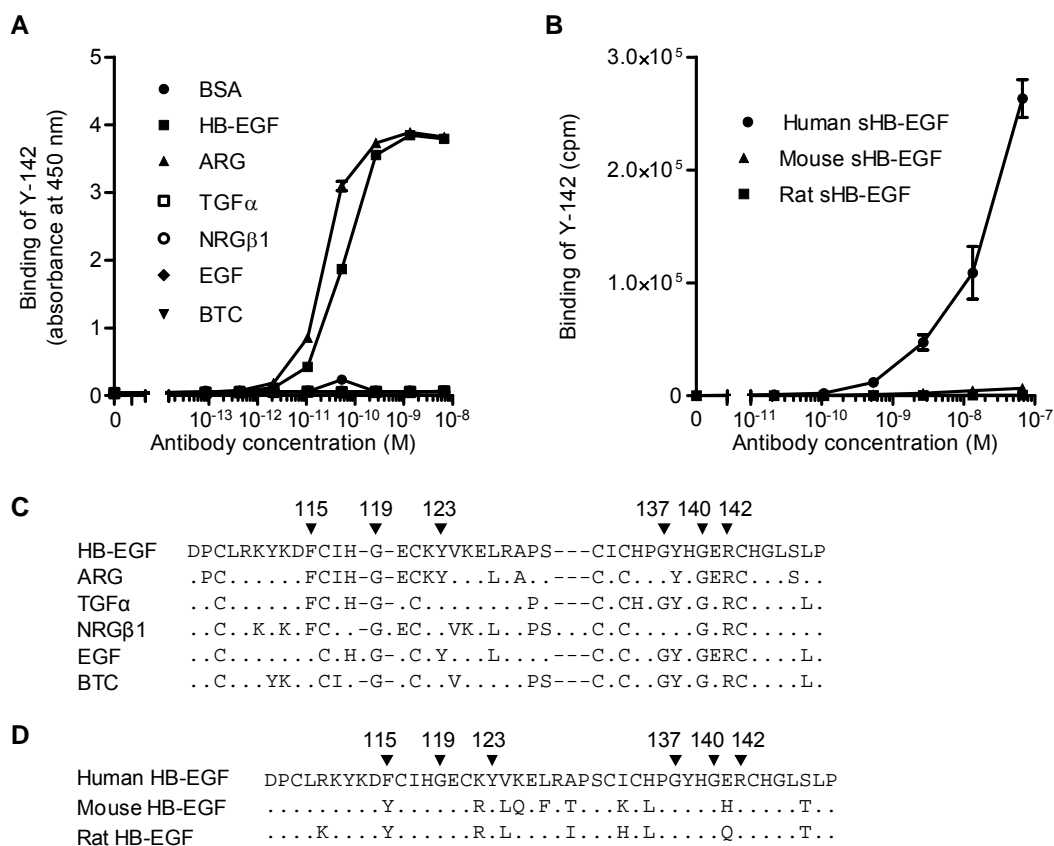 A
Binding of Y-142
(absorbance at 450 nm)
5
4
3
2
1
0
BSA
HB-EGF
ARG
TGFα
NRGβ1
EGF
BTC
0 10⁻¹³ 10⁻¹² 10⁻¹¹ 10⁻¹⁰ 10⁻⁹ 10⁻⁸
Antibody concentration (M)
B
Binding of Y-142 (cpm)
3.0×10⁵
2.0×10⁵
1.0×10⁵
0
Human sHB-EGF
Mouse sHB-EGF
Rat sHB-EGF
0 10⁻¹¹ 10⁻¹⁰ 10⁻⁹ 10⁻⁸ 10⁻⁷
Antibody concentration (M)
C
115 119 123 137 140 142
HB-EGF DPCLRKYKDFCIH-G-ECKYVKELRAPS---CICHPGYHGERCHGLSLP
ARG .PC......FCIH-G-ECKY...L.A..---C.C...Y.GERC...S..
TGFα ..C......FC.H-G-.C........P.---C.CH.GY.G.RC....L.
NRGβ1 ..C..K.K.FC..-G.EC..VK.L..PS---C.C.....G.RC......
EGF ..C.......C.H.G-.C.Y...L....---C.C...GY.GERC....L.
BTC ..C...YK..CI.-G-.C..V.....PS---C.C...GY.G.RC....L.
D
115 119 123 137 140 142
Human HB-EGF DPCLRKYKDFCIHGECKYVKELRAPSCICHPGYHGERCHGLSLP
Mouse HB-EGF .........Y......R.LQ.F.T...K.L.....H.....T..
Rat HB-EGF ....K....Y......R.L....I...H.L.....Q.....T..